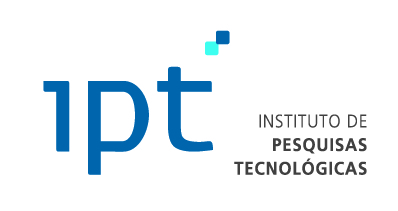 ipt
INSTITUTO DE
PESQUISAS
TECNOLÓGICAS